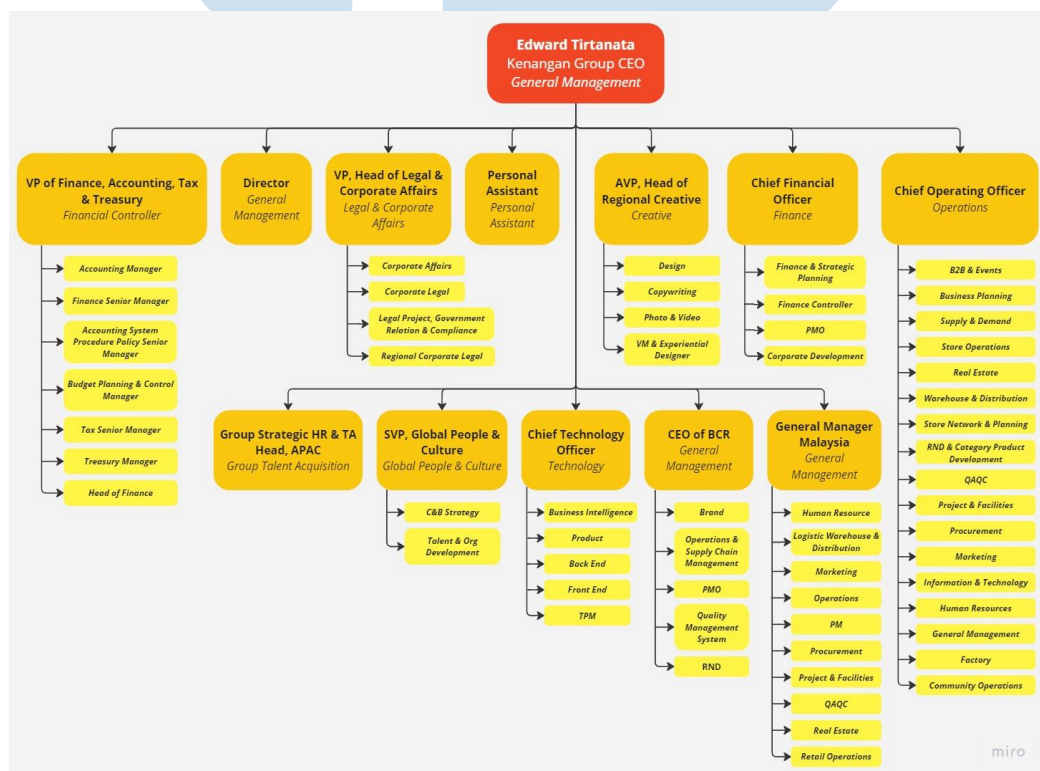 Edward Tirtanata
Kenangan Group CEO
General Management
VP of Finance, Accounting, Tax
& Treasury
Financial Controller
Director
General
Management
VP, Head of Legal &
Corporate Affairs
Legal & Corporate
Affairs
Personal
Assistant
Personal
Assistant
AVP, Head of
Regional Creative
Creative
Chief Financial
Officer
Finance
Chief Operating Officer
Operations
Accounting Manager
Finance Senior Manager
Accounting System
Procedure Policy Senior
Manager
Budget Planning & Control
Manager
Tax Senior Manager
Treasury Manager
Head of Finance
Corporate Affairs
Corporate Legal
Legal Project, Government
Relation & Compliance
Regional Corporate Legal
Design
Copywriting
Photo & Video
VM & Experiential
Designer
Finance & Strategic
Planning
Finance Controller
PMO
Corporate Development
B2B & Events
Business Planning
Supply & Demand
Store Operations
Real Estate
Warehouse & Distribution
Store Network & Planning
RND & Category Product
Development
QAQC
Project & Facilities
Procurement
Marketing
Information & Technology
Human Resources
General Management
Factory
Community Operations
Group Strategic HR & TA
Head, APAC
Group Talent Acquisition
SVP, Global People &
Culture
Global People & Culture
Chief Technology
Officer
Technology
CEO of BCR
General
Management
General Manager
Malaysia
General
Management
C&B Strategy
Talent & Org
Development
Business Intelligence
Product
Back End
Front End
TPM
Brand
Operations &
Supply Chain
Management
PMO
Quality
Management
System
RND
Human Resource
Logistic Warehouse &
Distribution
Marketing
Operations
PM
Procurement
Project & Facilities
QAQC
Real Estate
Retail Operations
miro